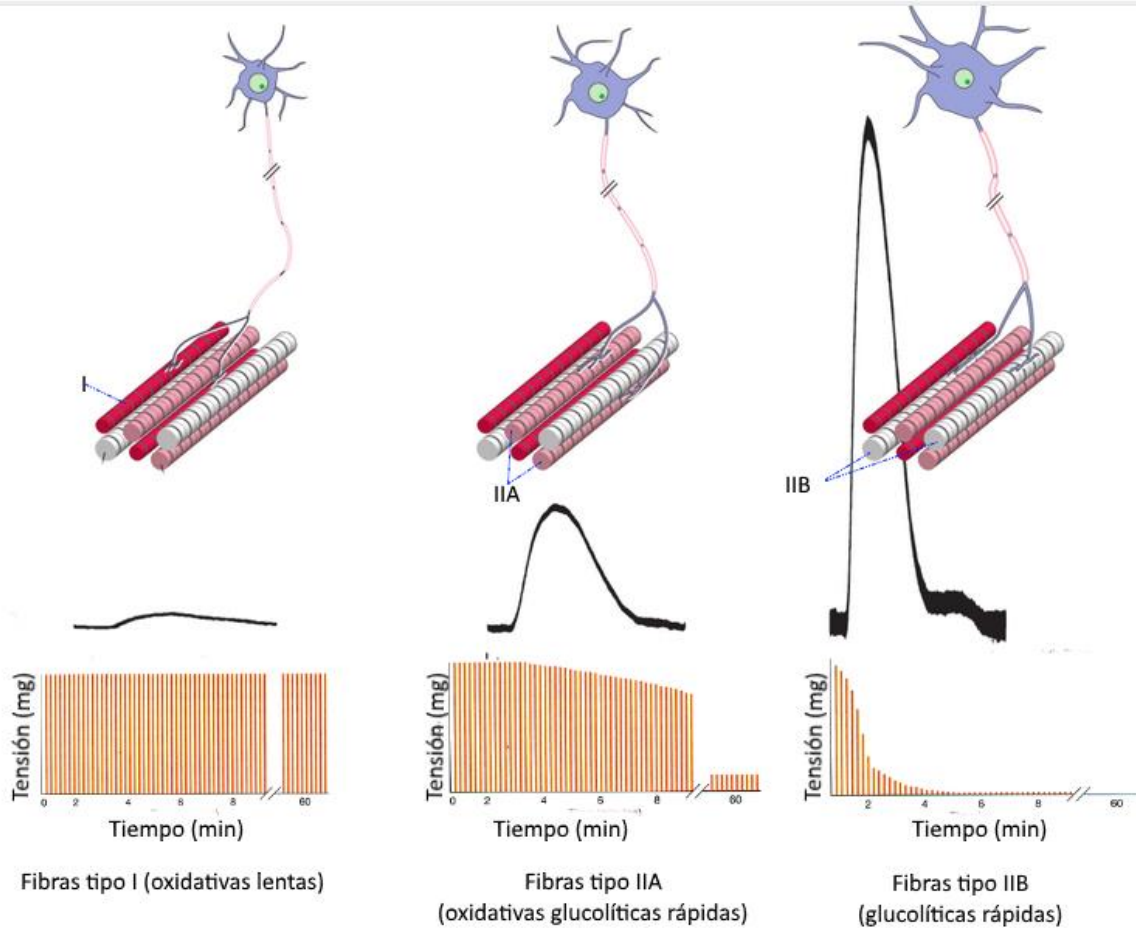 I
IIA
IIB
Tensión (mg)
0 2 4 6 8 60
Tiempo (min)
Fibras tipo I (oxidativas lentas)
Tensión (mg)
0 2 4 6 8 60
Tiempo (min)
Fibras tipo IIA
(oxidativas glucolíticas rápidas)
Tensión (mg)
2 4 6 8 60
Tiempo (min)
Fibras tipo IIB
(glucolíticas rápidas)